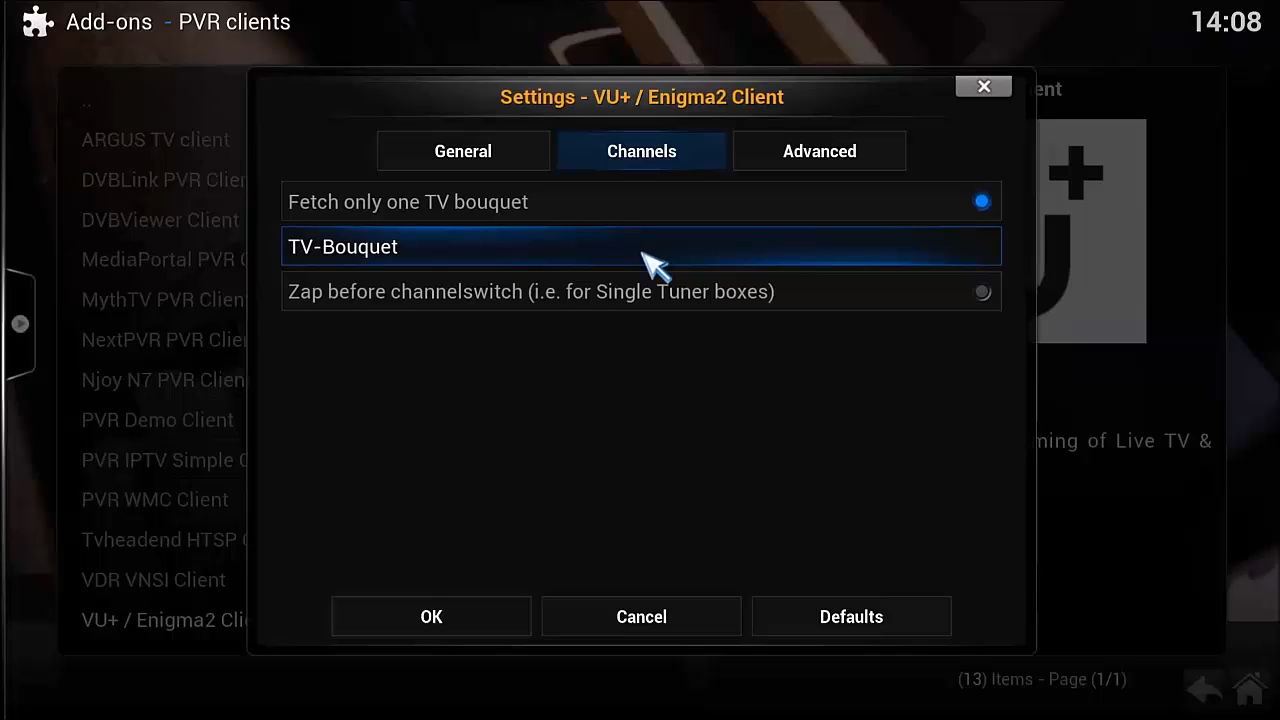 Add-ons - PVR clients
14:08
Settings - VU+ / Enigma2 Client
ent
General
Channels
Advanced
Fetch only one TV bouquet
TV-Bouquet
Zap before channelswitch (i.e. for Single Tuner boxes)
OK
Cancel
Defaults
..
ARGUS TV client
DVBLink PVR Clien
DVBViewer Client
MediaPortal PVR C
MythTV PVR Client
NextPVR PVR Clie
Njoy N7 PVR Clien
PVR Demo Client
PVR IPTV Simple C
PVR WMC Client
Tvheadend HTSP C
VDR VNSI Client
VU+ / Enigma2 Clie
ming of Live TV &
(13) Items - Page (1/1)